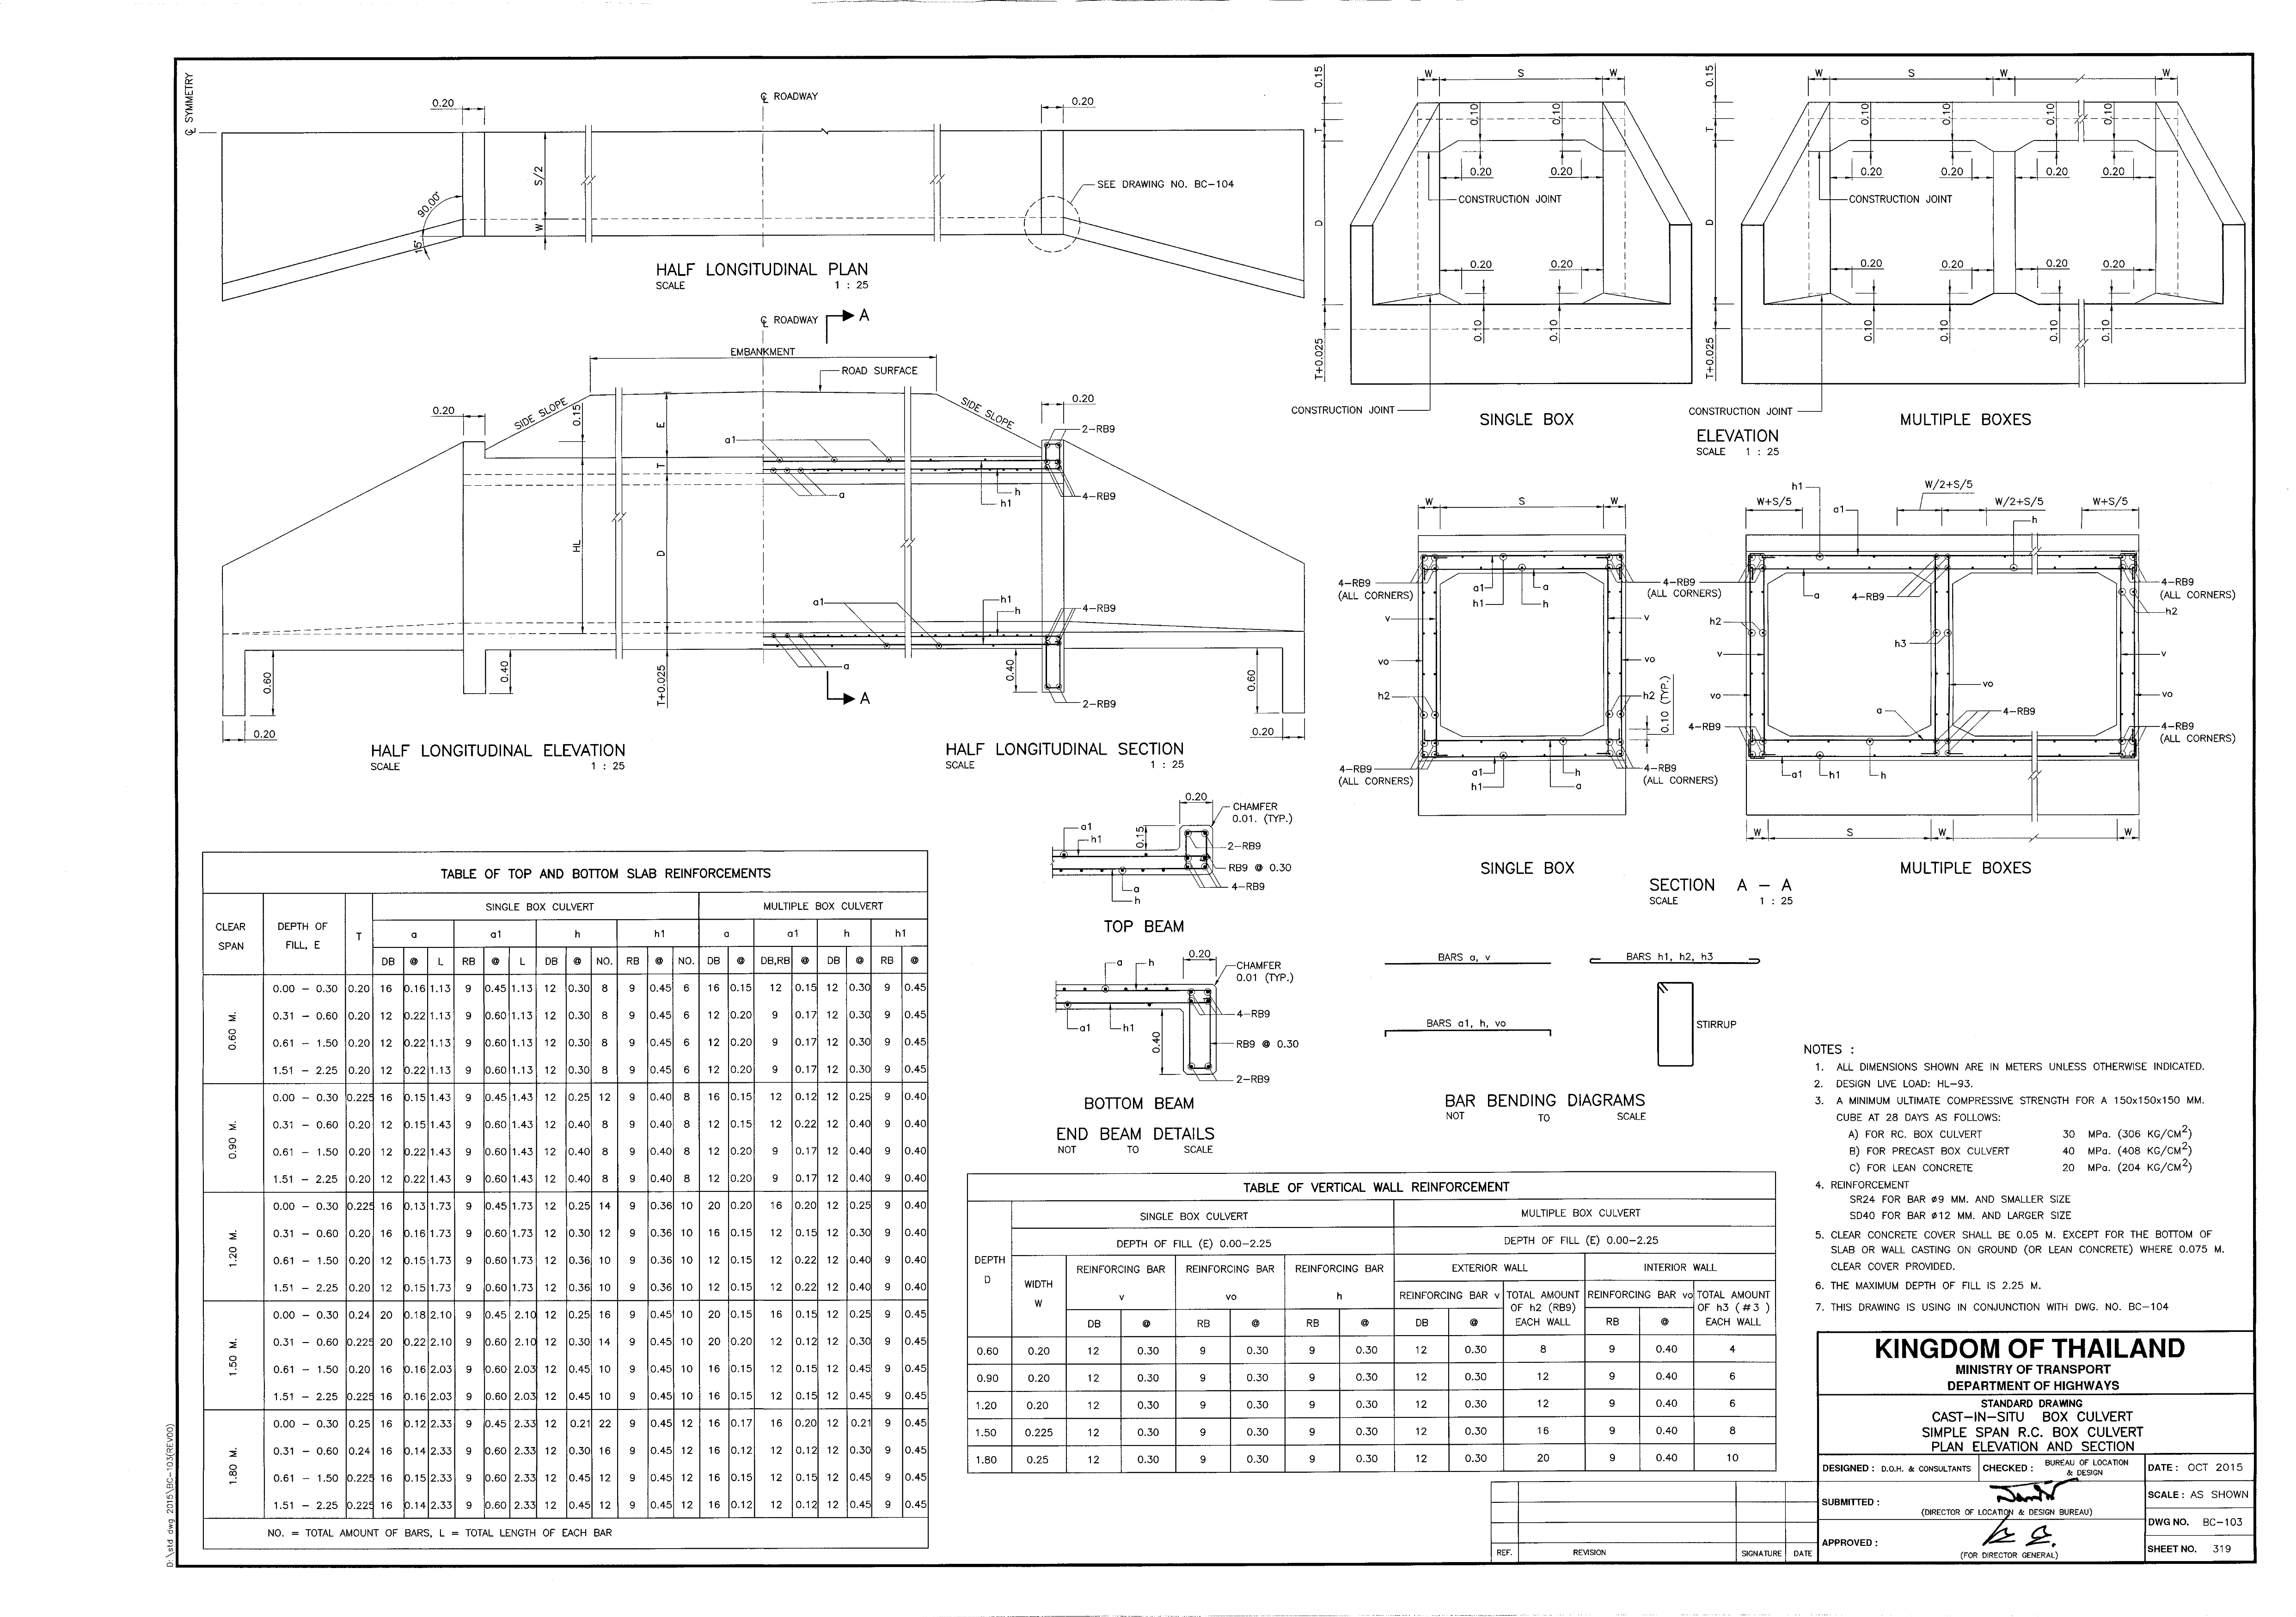 ℄ SYMMETRY
0.20
℄ ROADWAY
0.20
S/2
W
90.00°
15°
SEE DRAWING NO. BC-104
HALF LONGITUDINAL PLAN
SCALE 1 : 25
℄ ROADWAY
A
EMBANKMENT
ROAD SURFACE
0.20
SIDE SLOPE
0.15
E
SIDE SLOPE
0.20
2-RB9
a1
T
4-RB9
a
h
h1
HL
D
a1
h1
h
4-RB9
a
0.60
0.40
T+0.025
0.40
0.60
A
2-RB9
0.20
0.20
HALF LONGITUDINAL ELEVATION
SCALE 1 : 25
HALF LONGITUDINAL SECTION
SCALE 1 : 25
0.15
W S W
T
0.10 0.10
0.20 0.20
CONSTRUCTION JOINT
D
0.20 0.20
0.10 0.10
T+0.025
CONSTRUCTION JOINT
SINGLE BOX
0.15
W S W W
T
0.10 0.10 0.10 0.10
0.20 0.20 0.20 0.20
CONSTRUCTION JOINT
D
0.20 0.20 0.20 0.20
0.10 0.10 0.10 0.10
T+0.025
CONSTRUCTION JOINT
MULTIPLE BOXES
ELEVATION
SCALE 1 : 25
W S W
4-RB9
(ALL CORNERS)
4-RB9
(ALL CORNERS)
a1 a
h1 h
v v
vo vo
h2 h2
0.10 (TYP.)
4-RB9
(ALL CORNERS)
a1 h
h1 a
4-RB9
(ALL CORNERS)
SINGLE BOX
h1
W/2+S/5
W+S/5
a1
W/2+S/5
W+S/5
h
a
4-RB9
4-RB9
(ALL CORNERS)
h2
h2
h3
v v
vo vo vo
a
4-RB9
4-RB9
4-RB9
(ALL CORNERS)
a1 h1 h
W S W W
MULTIPLE BOXES
SECTION A - A
SCALE 1 : 25
0.20
CHAMFER
0.01. (TYP.)
a1
h1
0.15
2-RB9
RB9 @ 0.30
4-RB9
a
h
TOP BEAM
0.20
a h
CHAMFER
0.01 (TYP.)
4-RB9
a1 h1
0.40
RB9 @ 0.30
2-RB9
BOTTOM BEAM
END BEAM DETAILS
NOT TO SCALE
BARS a, v
BARS h1, h2, h3
BARS a1, h, vo
STIRRUP
BAR BENDING DIAGRAMS
NOT TO SCALE
TABLE OF TOP AND BOTTOM SLAB REINFORCEMENTS
CLEAR SPAN
DEPTH OF FILL, E
T
SINGLE BOX CULVERT MULTIPLE BOX CULVERT
a a1 h h1 a a1 h h1
DB @ L RB @ L DB @ NO. RB @ NO. DB @ DB,RB @ DB @ RB @
0.60 M.
0.00 - 0.30 0.20 16 0.16 1.13 9 0.45 1.13 12 0.30 8 9 0.45 6 16 0.15 12 0.15 12 0.30 9 0.45
0.31 - 0.60 0.20 12 0.22 1.13 9 0.60 1.13 12 0.30 8 9 0.45 6 12 0.20 9 0.17 12 0.30 9 0.45
0.61 - 1.50 0.20 12 0.22 1.13 9 0.60 1.13 12 0.30 8 9 0.45 6 12 0.20 9 0.17 12 0.30 9 0.45
1.51 - 2.25 0.20 12 0.22 1.13 9 0.60 1.13 12 0.30 8 9 0.45 6 12 0.20 9 0.17 12 0.30 9 0.45
0.90 M.
0.00 - 0.30 0.225 16 0.15 1.43 9 0.45 1.43 12 0.25 12 9 0.40 8 16 0.15 12 0.12 12 0.25 9 0.40
0.31 - 0.60 0.20 12 0.15 1.43 9 0.60 1.43 12 0.40 8 9 0.40 8 12 0.15 12 0.22 12 0.40 9 0.40
0.61 - 1.50 0.20 12 0.22 1.43 9 0.60 1.43 12 0.40 8 9 0.40 8 12 0.20 9 0.17 12 0.40 9 0.40
1.51 - 2.25 0.20 12 0.22 1.43 9 0.60 1.43 12 0.40 8 9 0.40 8 12 0.20 9 0.17 12 0.40 9 0.40
1.20 M.
0.00 - 0.30 0.225 16 0.13 1.73 9 0.45 1.73 12 0.25 14 9 0.36 10 20 0.20 16 0.20 12 0.25 9 0.40
0.31 - 0.60 0.20 16 0.16 1.73 9 0.60 1.73 12 0.30 12 9 0.36 10 16 0.15 12 0.15 12 0.30 9 0.40
0.61 - 1.50 0.20 12 0.15 1.73 9 0.60 1.73 12 0.36 10 9 0.36 10 12 0.15 12 0.22 12 0.40 9 0.40
1.51 - 2.25 0.20 12 0.15 1.73 9 0.60 1.73 12 0.36 10 9 0.36 10 12 0.15 12 0.22 12 0.40 9 0.40
1.50 M.
0.00 - 0.30 0.24 20 0.18 2.10 9 0.45 2.10 12 0.25 16 9 0.45 10 20 0.15 16 0.15 12 0.25 9 0.45
0.31 - 0.60 0.225 20 0.22 2.10 9 0.60 2.10 12 0.30 14 9 0.45 10 20 0.20 12 0.12 12 0.30 9 0.45
0.61 - 1.50 0.20 16 0.16 2.03 9 0.60 2.03 12 0.45 10 9 0.45 10 16 0.15 12 0.15 12 0.45 9 0.45
1.51 - 2.25 0.225 16 0.16 2.03 9 0.60 2.03 12 0.45 10 9 0.45 10 16 0.15 12 0.15 12 0.45 9 0.45
1.80 M.
0.00 - 0.30 0.25 16 0.12 2.33 9 0.45 2.33 12 0.21 22 9 0.45 12 16 0.17 16 0.20 12 0.21 9 0.45
0.31 - 0.60 0.24 16 0.14 2.33 9 0.60 2.33 12 0.30 16 9 0.45 12 16 0.12 12 0.12 12 0.30 9 0.45
0.61 - 1.50 0.225 16 0.15 2.33 9 0.60 2.33 12 0.45 12 9 0.45 12 16 0.15 12 0.15 12 0.45 9 0.45
1.51 - 2.25 0.225 16 0.14 2.33 9 0.60 2.33 12 0.45 12 9 0.45 12 16 0.12 12 0.12 12 0.45 9 0.45
NO. = TOTAL AMOUNT OF BARS, L = TOTAL LENGTH OF EACH BAR
TABLE OF VERTICAL WALL REINFORCEMENT
DEPTH D
SINGLE BOX CULVERT MULTIPLE BOX CULVERT
DEPTH OF FILL (E) 0.00-2.25 DEPTH OF FILL (E) 0.00-2.25
WIDTH W
REINFORCING BAR v REINFORCING BAR vo REINFORCING BAR h EXTERIOR WALL INTERIOR WALL
REINFORCING BAR v TOTAL AMOUNT OF h2 (RB9) EACH WALL REINFORCING BAR vo TOTAL AMOUNT OF h3 ( #3 ) EACH WALL
DB @ RB @ RB @ DB @ RB @
0.60 0.20 12 0.30 9 0.30 9 0.30 12 0.30 8 9 0.40 4
0.90 0.20 12 0.30 9 0.30 9 0.30 12 0.30 12 9 0.40 6
1.20 0.20 12 0.30 9 0.30 9 0.30 12 0.30 12 9 0.40 6
1.50 0.225 12 0.30 9 0.30 9 0.30 12 0.30 16 9 0.40 8
1.80 0.25 12 0.30 9 0.30 9 0.30 12 0.30 20 9 0.40 10
NOTES :
1. ALL DIMENSIONS SHOWN ARE IN METERS UNLESS OTHERWISE INDICATED.
2. DESIGN LIVE LOAD: HL-93.
3. A MINIMUM ULTIMATE COMPRESSIVE STRENGTH FOR A 150x150x150 MM.
CUBE AT 28 DAYS AS FOLLOWS:
A) FOR RC. BOX CULVERT 30 MPa. (306 KG/CM2)
B) FOR PRECAST BOX CULVERT 40 MPa. (408 KG/CM2)
C) FOR LEAN CONCRETE 20 MPa. (204 KG/CM2)
4. REINFORCEMENT
SR24 FOR BAR ø9 MM. AND SMALLER SIZE
SD40 FOR BAR ø12 MM. AND LARGER SIZE
5. CLEAR CONCRETE COVER SHALL BE 0.05 M. EXCEPT FOR THE BOTTOM OF
SLAB OR WALL CASTING ON GROUND (OR LEAN CONCRETE) WHERE 0.075 M.
CLEAR COVER PROVIDED.
6. THE MAXIMUM DEPTH OF FILL IS 2.25 M.
7. THIS DRAWING IS USING IN CONJUNCTION WITH DWG. NO. BC-104
KINGDOM OF THAILAND
MINISTRY OF TRANSPORT
DEPARTMENT OF HIGHWAYS
STANDARD DRAWING
CAST-IN-SITU BOX CULVERT
SIMPLE SPAN R.C. BOX CULVERT
PLAN ELEVATION AND SECTION
DESIGNED : D.O.H. & CONSULTANTS
CHECKED : BUREAU OF LOCATION & DESIGN
DATE : OCT 2015
SUBMITTED :
(DIRECTOR OF LOCATION & DESIGN BUREAU)
SCALE : AS SHOWN
DWG NO. BC-103
APPROVED :
(FOR DIRECTOR GENERAL)
SHEET NO. 319
REF. REVISION SIGNATURE DATE
D:\std dwg 2015\BC-103(REV00)